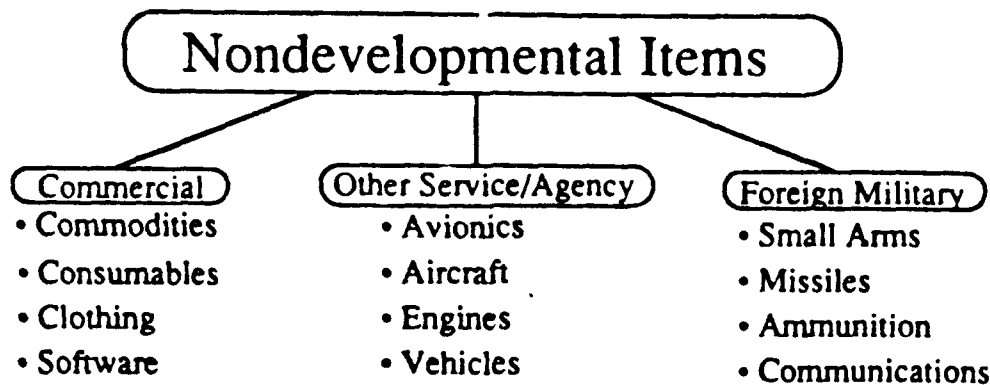 Nondevelopmental Items
Commercial
• Commodities
• Consumables
• Clothing
• Software
Other Service/Agency
• Avionics
• Aircraft
• Engines
• Vehicles
Foreign Military
• Small Arms
• Missiles
• Ammunition
• Communications